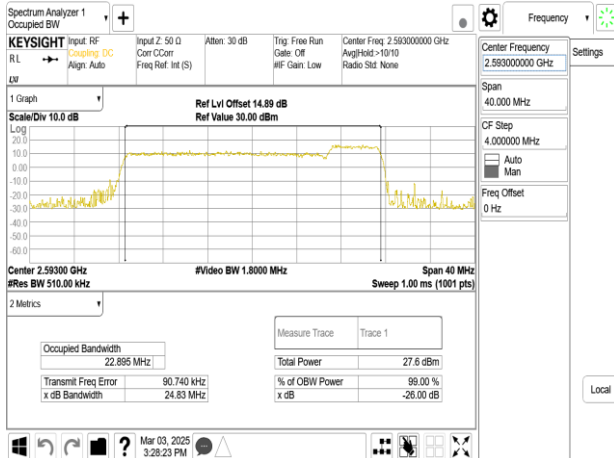 Spectrum Analyzer 1
Occupied BW
Frequency
KEYSIGHT
RL
Input: RF
Coupling: DC
Align: Auto
Input Z: 50 Ω
Corr CCorr
Freq Ref: Int (S)
Atten: 30 dB
Trig: Free Run
Gate: Off
#IF Gain: Low
Center Freq: 2.593000000 GHz
Avg|Hold:>10/10
Radio Std: None
Center Frequency
2.593000000 GHz
Settings
Span
40.000 MHz
CF Step
4.000000 MHz
Auto
Man
Freq Offset
0 Hz
Local
1 Graph
Scale/Div 10.0 dB
Ref Lvl Offset 14.89 dB
Ref Value 30.00 dBm
Log
20.0
10.0
0.00
-10.0
-20.0
-30.0
-40.0
-50.0
-60.0
Center 2.59300 GHz
#Res BW 510.00 kHz
#Video BW 1.8000 MHz
Span 40 MHz
Sweep 1.00 ms (1001 pts)
2 Metrics
Measure Trace Trace 1
Occupied Bandwidth
22.895 MHz
Total Power 27.6 dBm
Transmit Freq Error 90.740 kHz
% of OBW Power 99.00 %
x dB Bandwidth 24.83 MHz
x dB -26.00 dB
?
Mar 03, 2025
3:28:23 PM